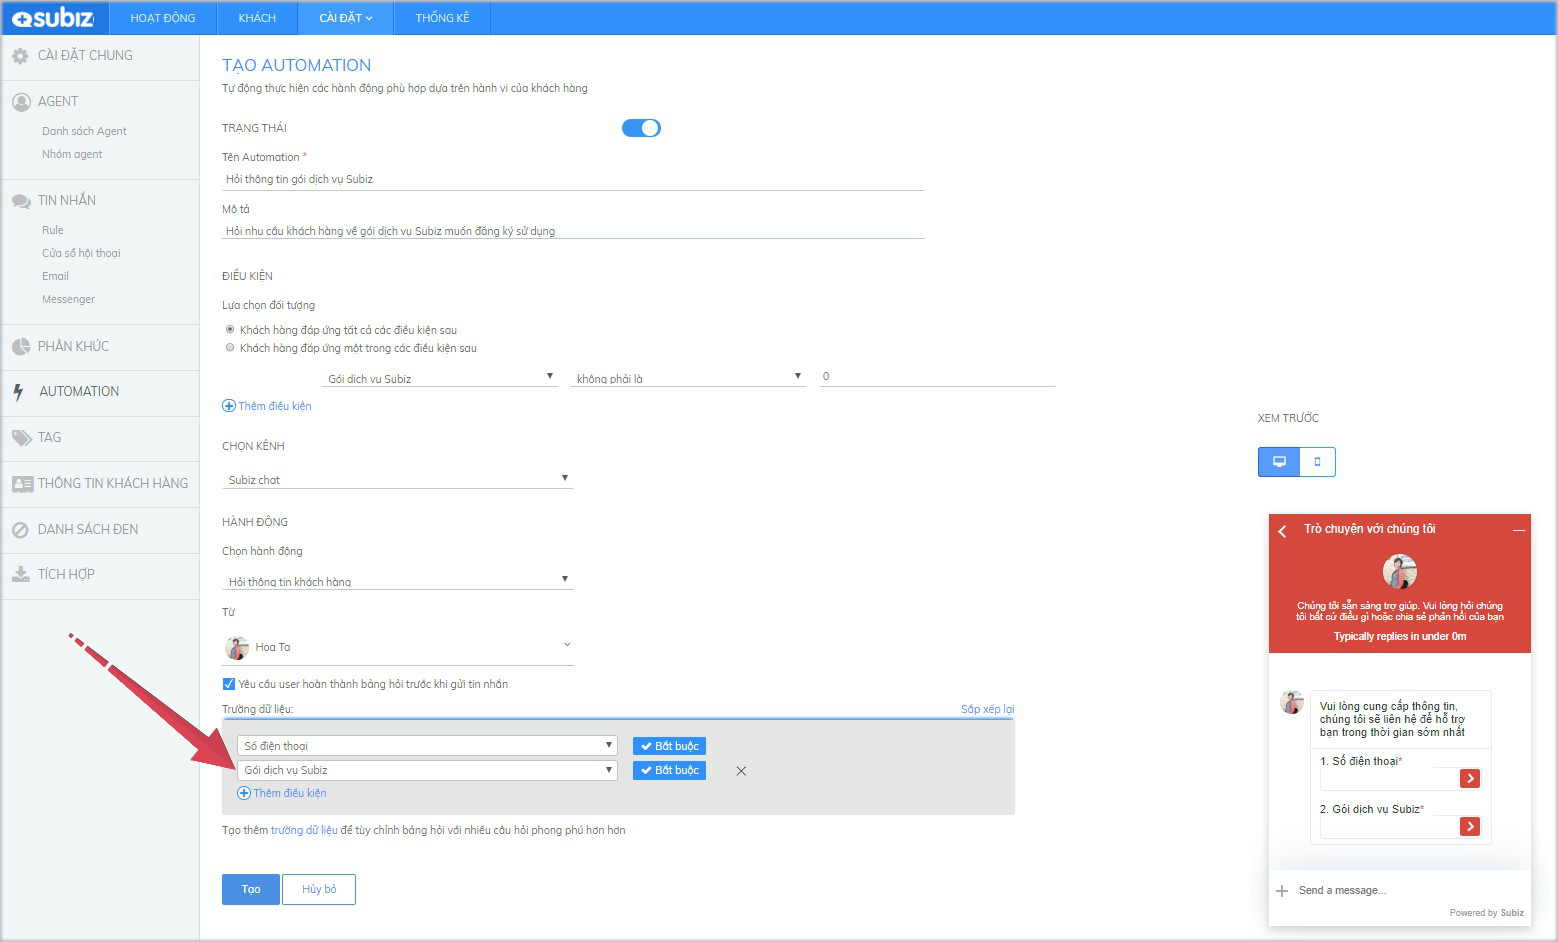 subiz
HOẠT ĐỘNG
KHÁCH
CÀI ĐẶT
THỐNG KÊ
CÀI ĐẶT CHUNG
AGENT
Danh sách Agent
Nhóm agent
TIN NHẮN
Rule
Cửa sổ hội thoại
Email
Messenger
PHÂN KHÚC
AUTOMATION
TAG
THÔNG TIN KHÁCH HÀNG
DANH SÁCH ĐEN
TÍCH HỢP
TẠO AUTOMATION
Tự động thực hiện các hành động phù hợp dựa trên hành vi của khách hàng
TRẠNG THÁI
Tên Automation *
Hỏi thông tin gói dịch vụ Subiz
Mô tả
Hỏi nhu cầu khách hàng về gói dịch vụ Subiz muốn đăng ký sử dụng
ĐIỀU KIỆN
Lựa chọn đối tượng
Khách hàng đáp ứng tất cả các điều kiện sau
Khách hàng đáp ứng một trong các điều kiện sau
Gói dịch vụ Subiz
không phải là
0
Thêm điều kiện
CHỌN KÊNH
Subiz chat
HÀNH ĐỘNG
Chọn hành động
Hỏi thông tin khách hàng
Từ
Hoa Ta
Yêu cầu user hoàn thành bảng hỏi trước khi gửi tin nhắn
Trường dữ liệu:
Sắp xếp lại
Số điện thoại
Bắt buộc
Gói dịch vụ Subiz
Bắt buộc
Thêm điều kiện
Tạo thêm trường dữ liệu để tùy chỉnh bảng hỏi với nhiều câu hỏi phong phú hơn hơn
Tạo
Hủy bỏ
XEM TRƯỚC
Trò chuyện với chúng tôi
Chúng tôi sẵn sàng trợ giúp. Vui lòng hỏi chúng
tôi bất cứ điều gì hoặc chia sẻ phản hồi của bạn
Typically replies in under 0m
Vui lòng cung cấp thông tin,
chúng tôi sẽ liên hệ để hỗ trợ
bạn trong thời gian sớm nhất
1. Số điện thoại*
2. Gói dịch vụ Subiz*
Send a message...
Powered by Subiz